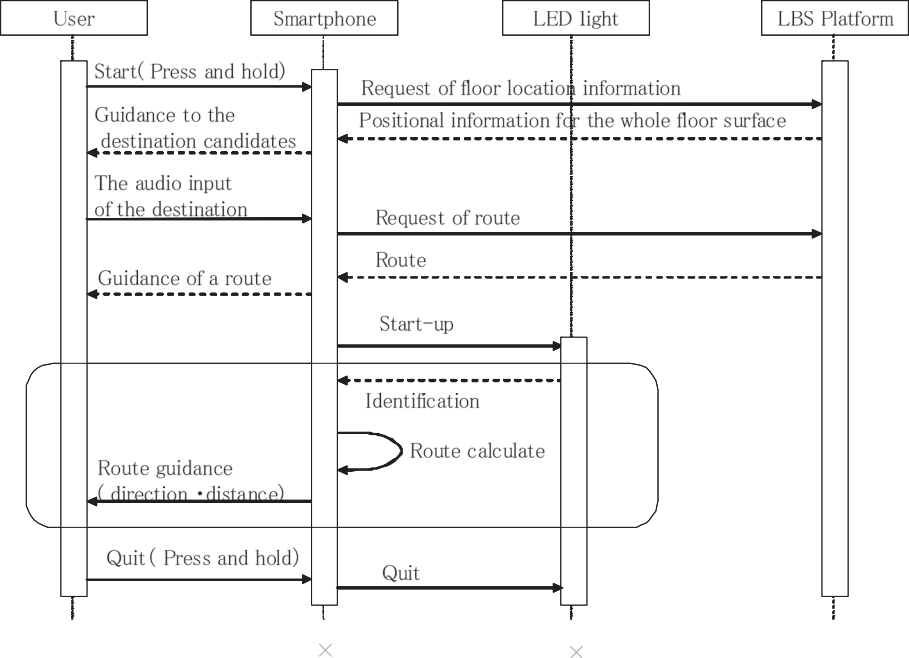 User
Smartphone
LED light
LBS Platform
Start( Press and hold)
Request of floor location information
Guidance to the
destination candidates
Positional information for the whole floor surface
The audio input
of the destination
Request of route
Route
Guidance of a route
Start-up
Identification
Route calculate
Route guidance
( direction ・distance)
Quit( Press and hold)
Quit